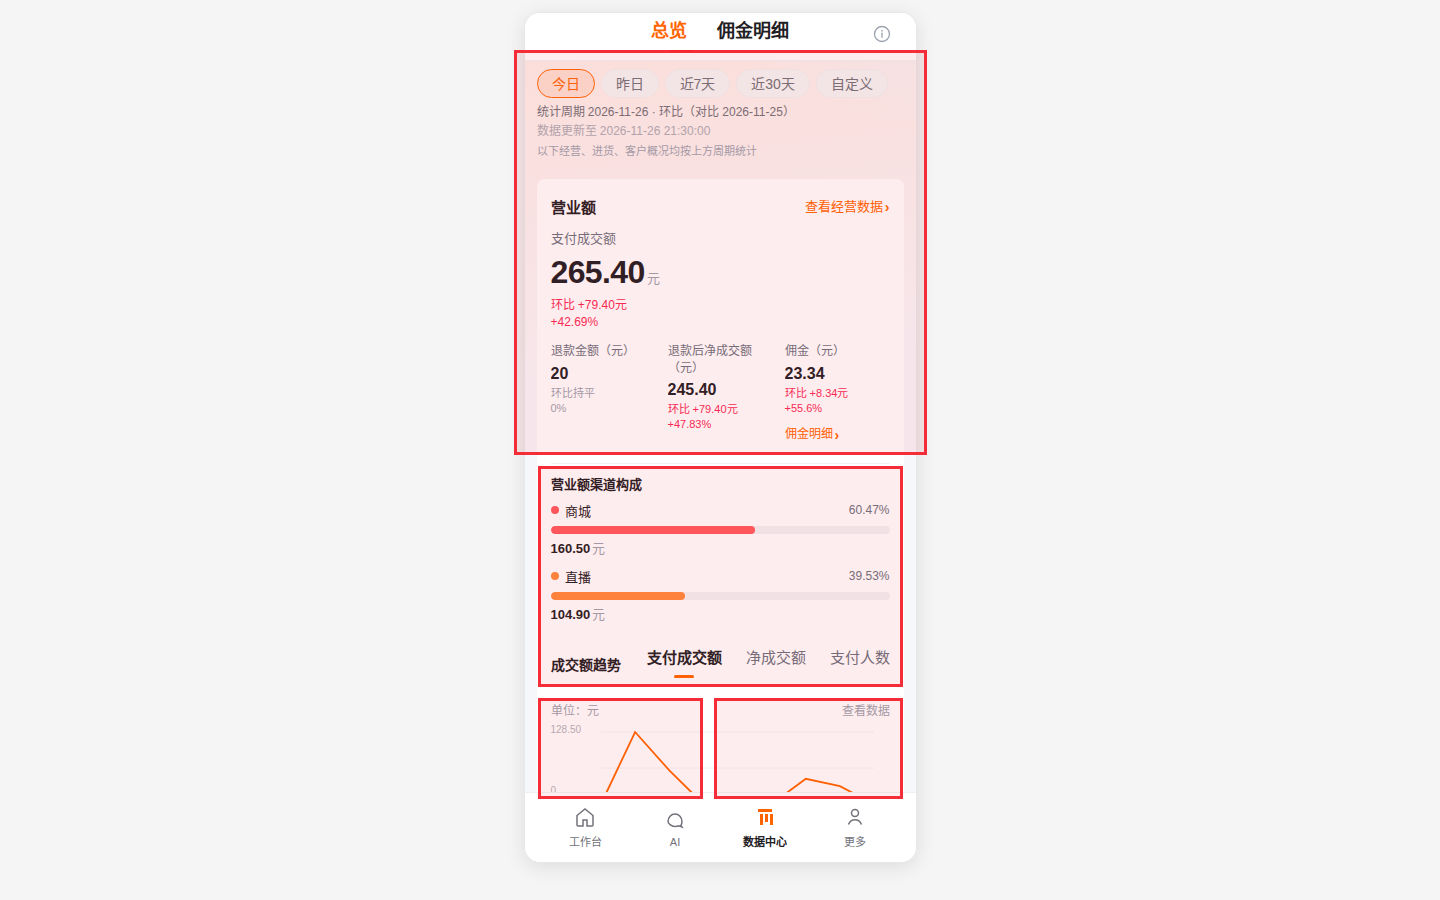 总览 佣金明细
今日 昨日 近7天 近30天 自定义
统计周期 2026-11-26 · 环比（对比 2026-11-25）
数据更新至 2026-11-26 21:30:00
以下经营、进货、客户概况均按上方周期统计
营业额 查看经营数据›
支付成交额
265.40元
环比 +79.40元
+42.69%
退款金额（元） 退款后净成交额（元） 佣金（元）
20 245.40 23.34
环比持平 环比 +79.40元 环比 +8.34元
0% +47.83% +55.6%
佣金明细›
营业额渠道构成
商城 60.47%
160.50元
直播 39.53%
104.90元
成交额趋势 支付成交额 净成交额 支付人数
单位：元 查看数据
128.50
0
工作台 AI 数据中心 更多